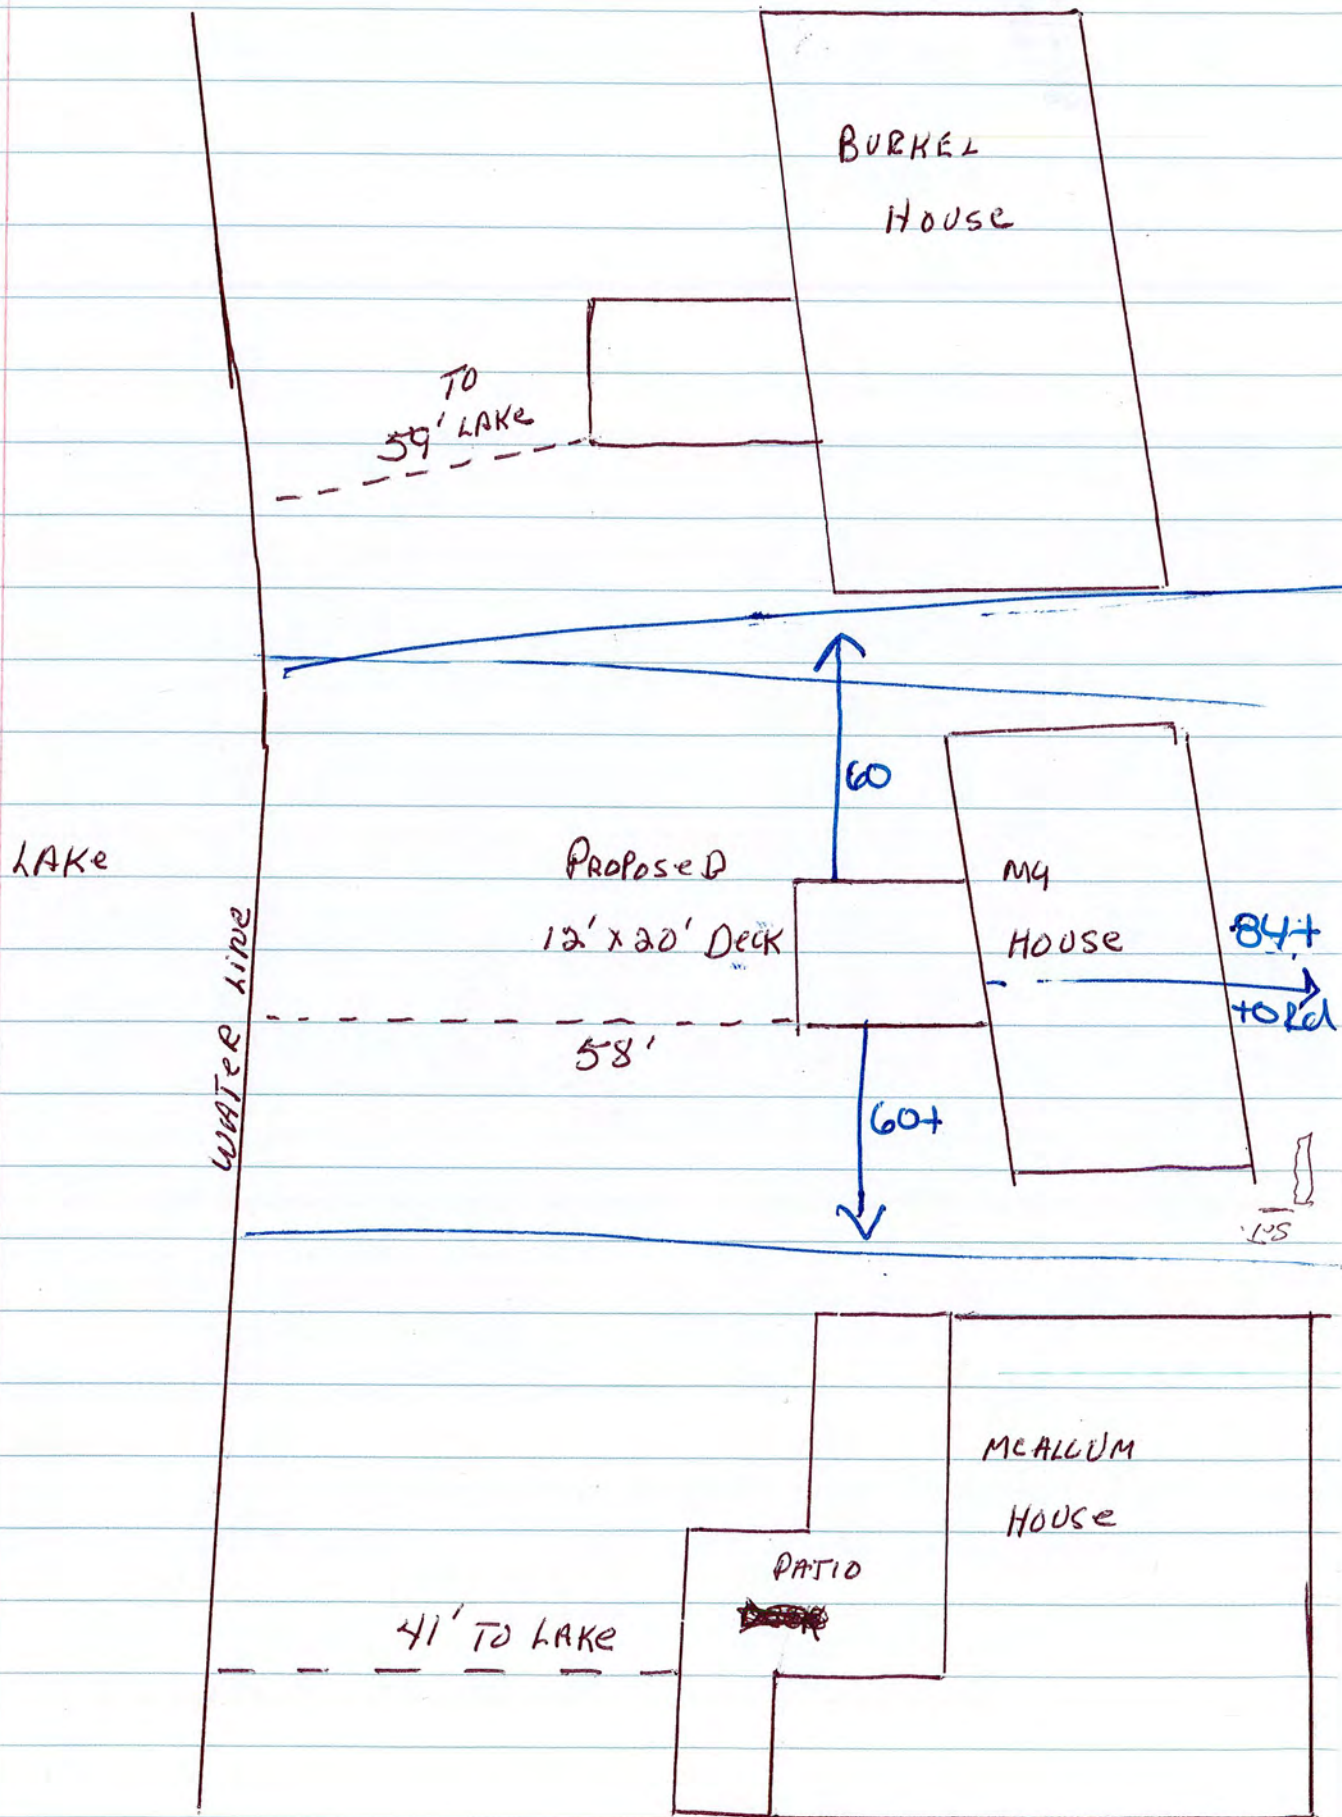 BURKEL
HOUSE
TO
59' LAKE
60
LAKE
PROPOSED
12' X 20' DECK
MY
HOUSE
84+
to Rd
WATER LINE
58'
60+
MCALLUM
HOUSE
PATIO
41' TO LAKE